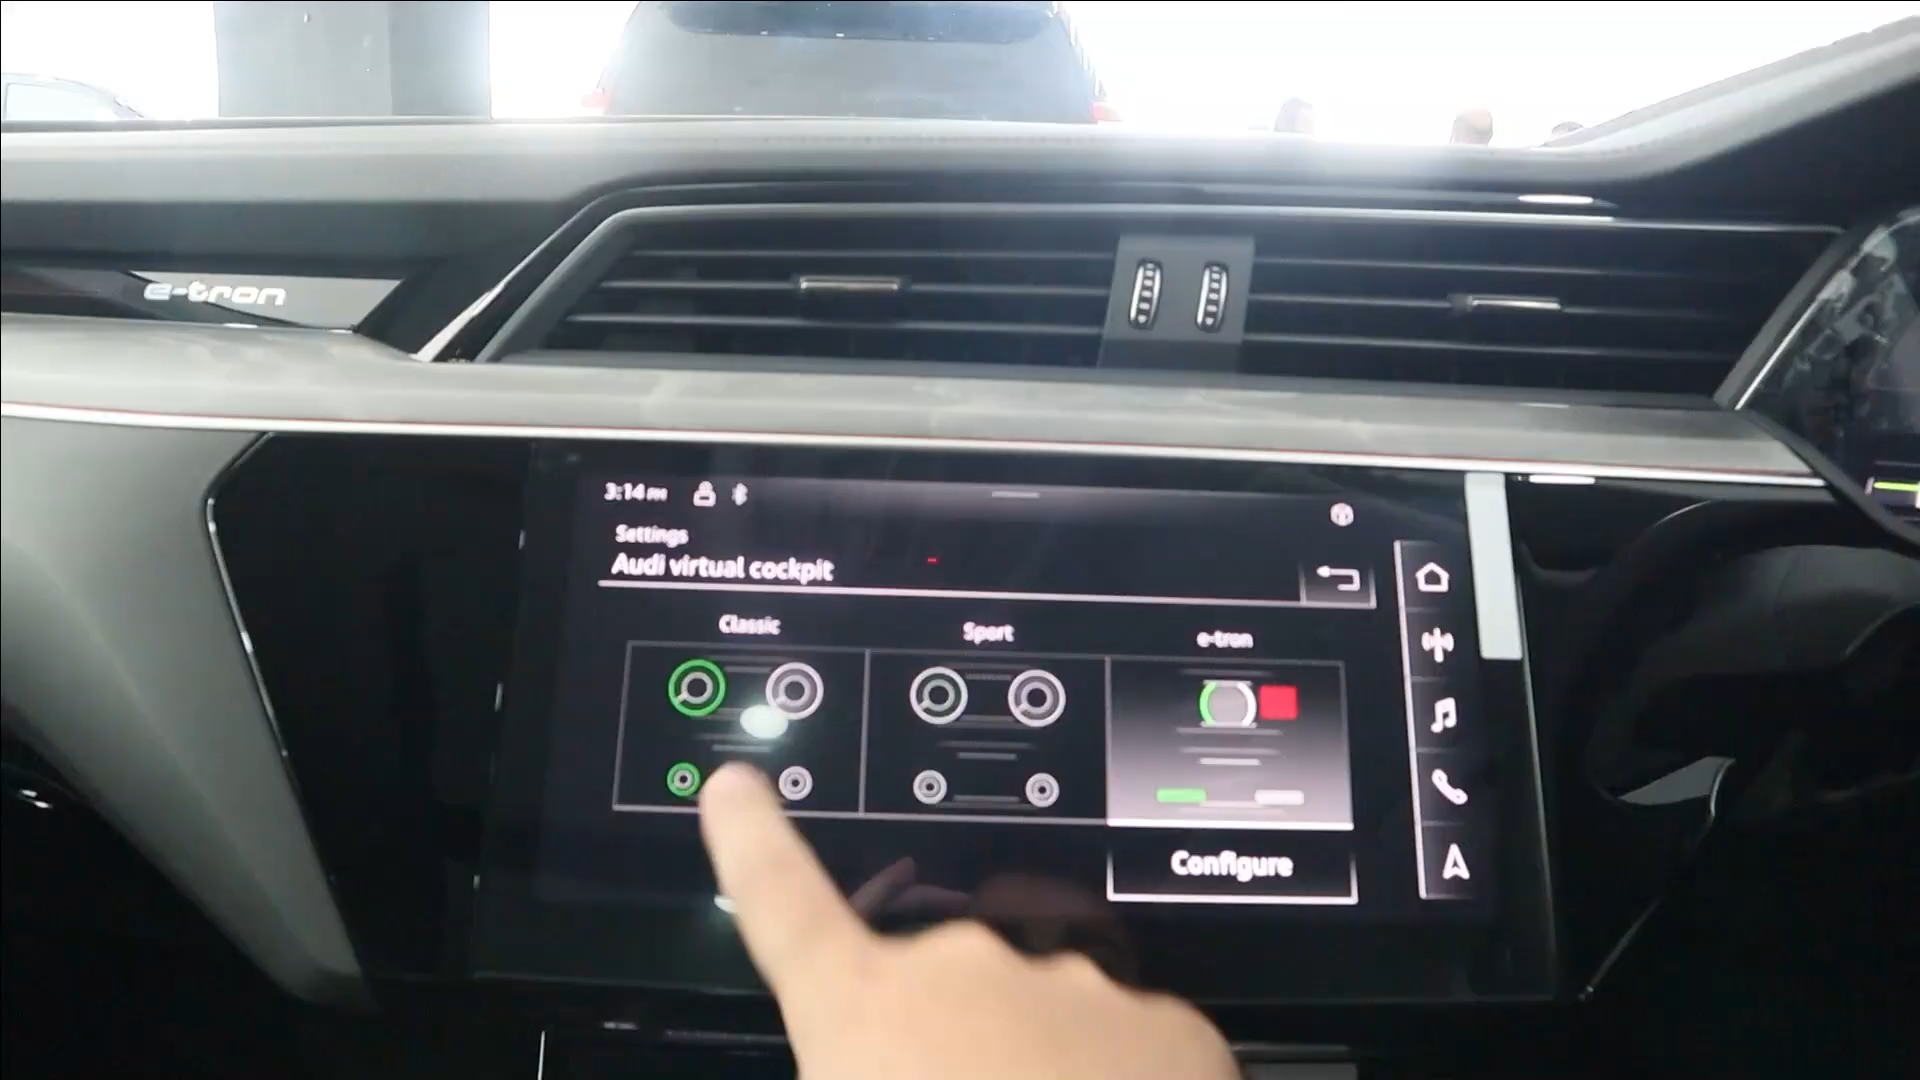 e-tron
3:14 PM
Settings
Audi virtual cockpit
Classic
Sport
e-tron
Configure